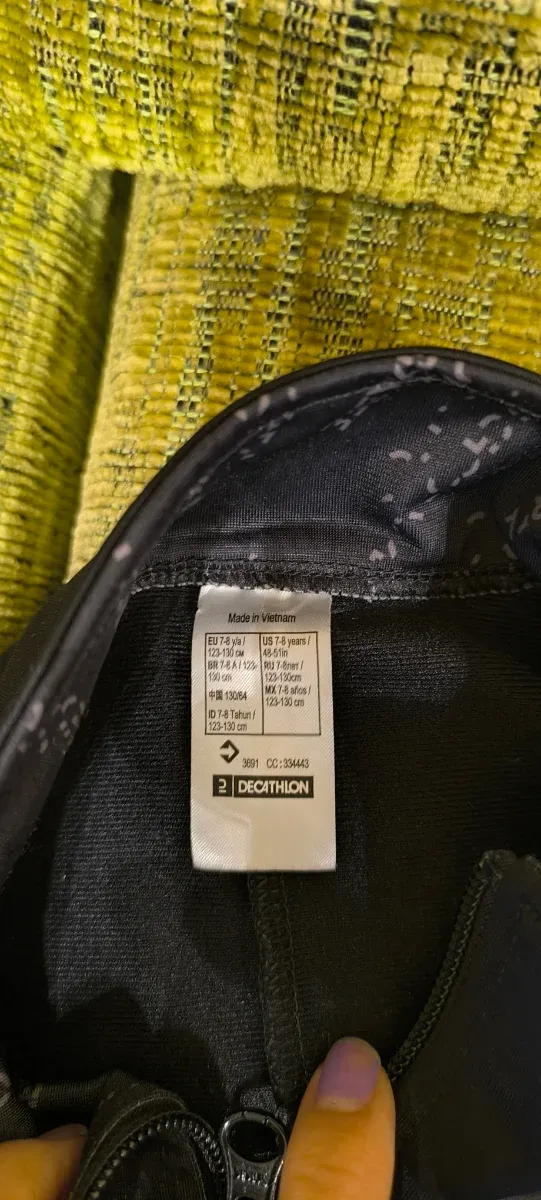 Made in Vietnam
EU 7-8 y/a /
123-130 см
BR 7-8 A / 123-
130 cm
中国 130/64
ID 7-8 Tahun /
123-130 cm
US 7-8 years /
48-51in
RU 7-8лет /
123-130cm
MX 7-8 años /
123-130 cm
3691 CC : 334443
DECATHLON